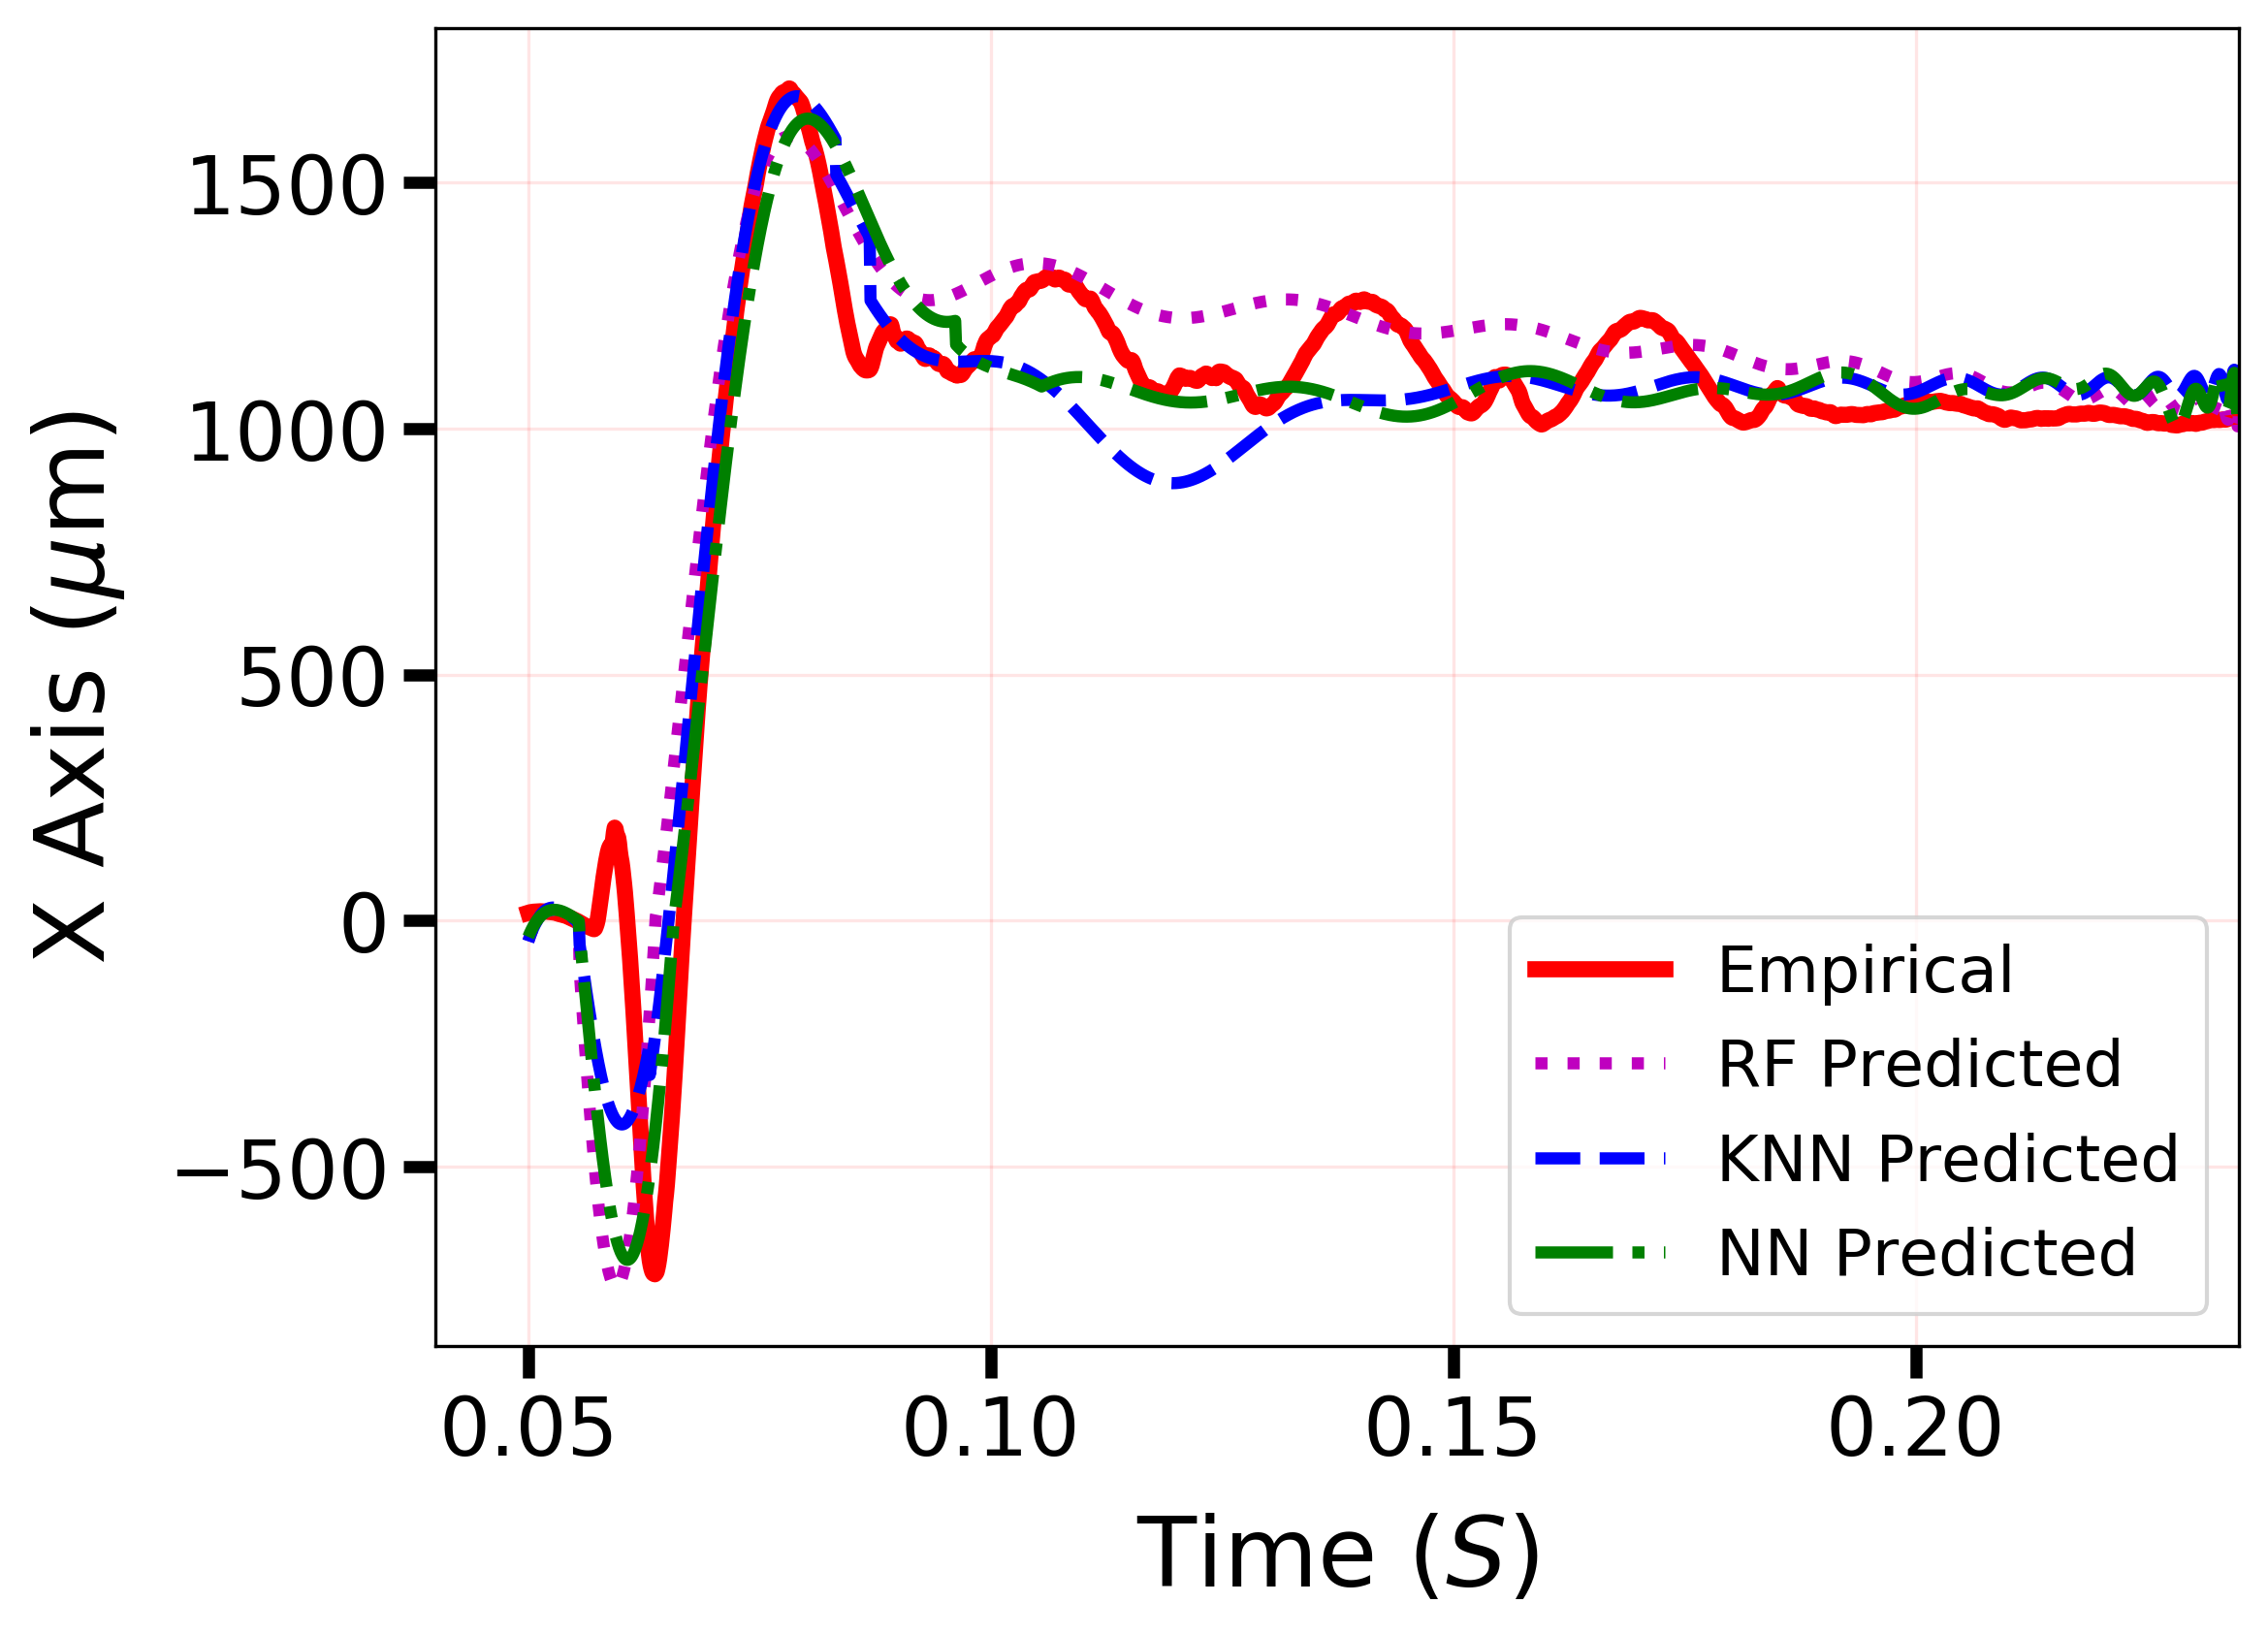 X Axis (μm)
1500
1000
500
0
−500
0.05
0.10
0.15
0.20
Time (S)
Empirical
RF Predicted
KNN Predicted
NN Predicted